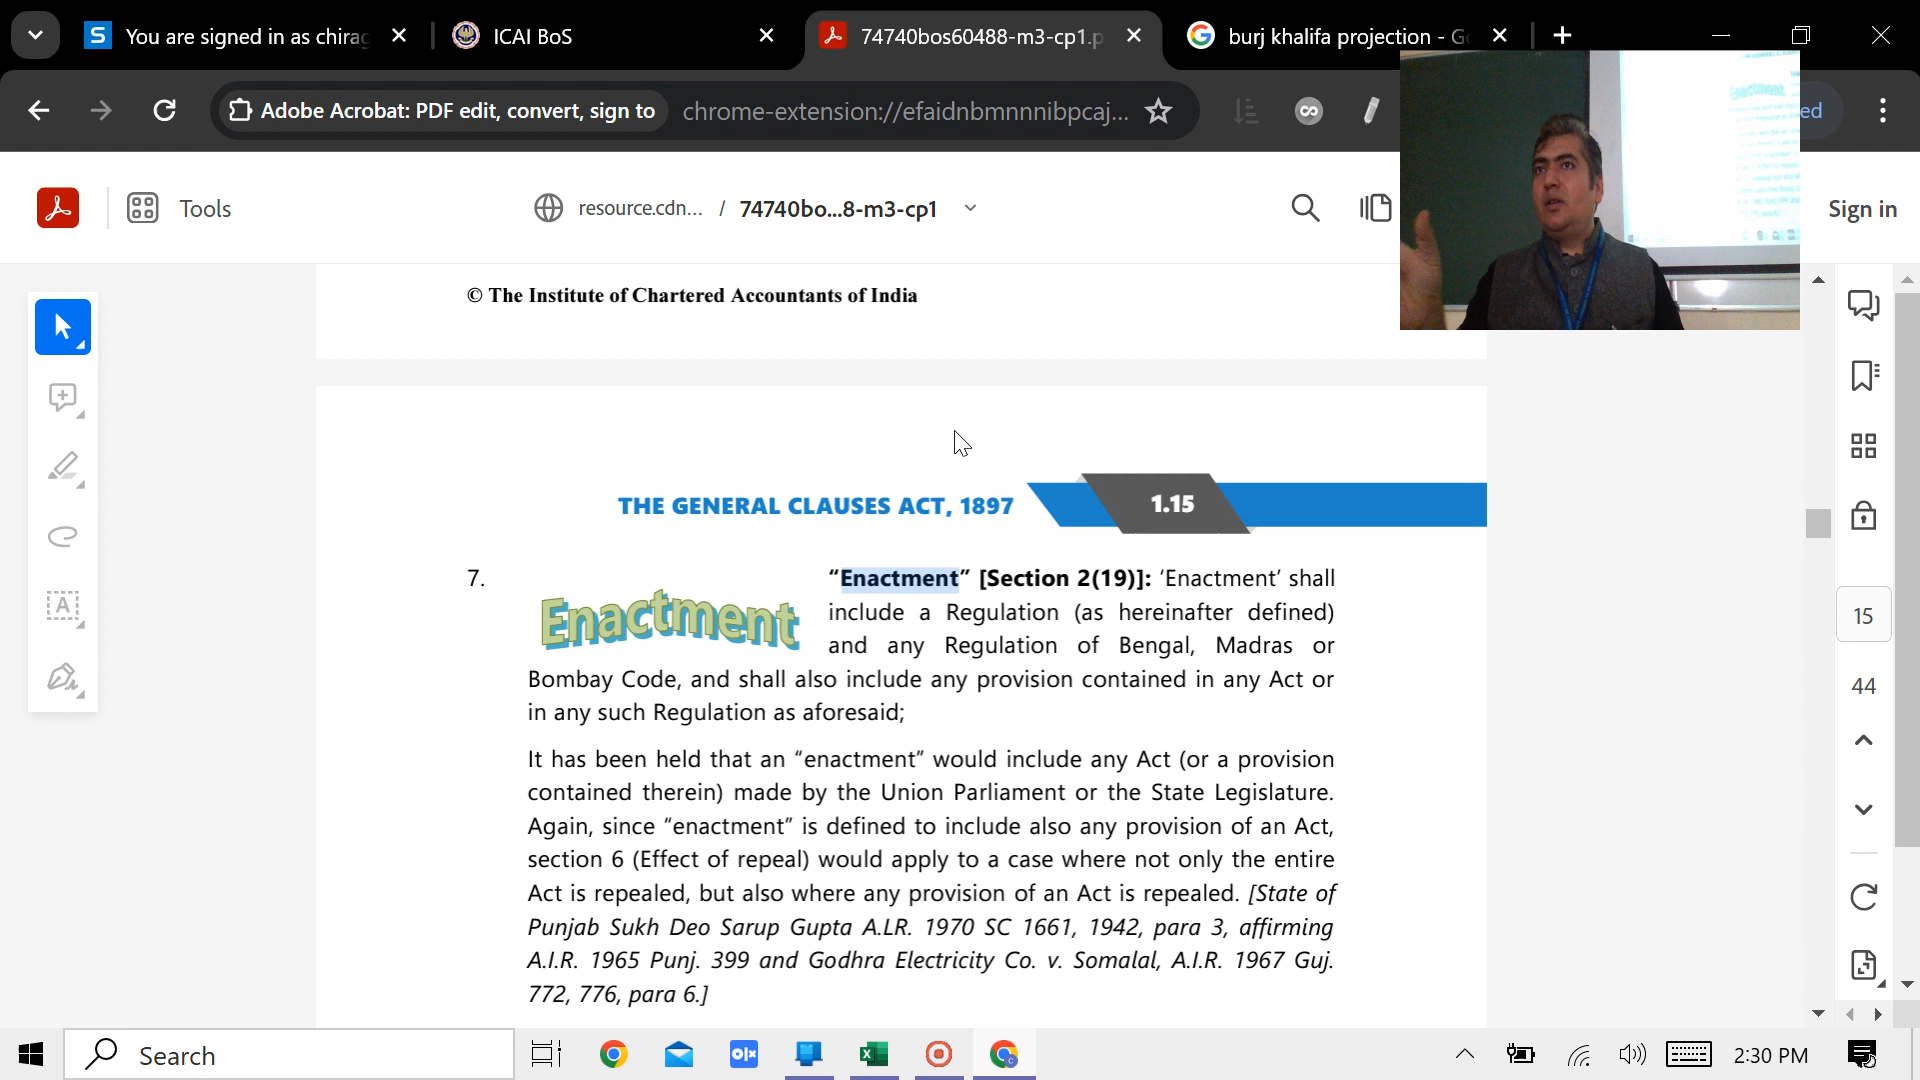 You are signed in as chirag
ICAI BoS
74740bos60488-m3-cp1.p
burj khalifa projection - Go
Adobe Acrobat: PDF edit, convert, sign to
chrome-extension://efaidnbmnnnibpcaj...
ed
Tools
resource.cdn... / 74740bo...8-m3-cp1
Sign in
© The Institute of Chartered Accountants of India
THE GENERAL CLAUSES ACT, 1897
1.15
7.
Enactment
“Enactment” [Section 2(19)]: ‘Enactment’ shall
include a Regulation (as hereinafter defined)
and any Regulation of Bengal, Madras or
Bombay Code, and shall also include any provision contained in any Act or
in any such Regulation as aforesaid;
It has been held that an “enactment” would include any Act (or a provision
contained therein) made by the Union Parliament or the State Legislature.
Again, since “enactment” is defined to include also any provision of an Act,
section 6 (Effect of repeal) would apply to a case where not only the entire
Act is repealed, but also where any provision of an Act is repealed. [State of
Punjab Sukh Deo Sarup Gupta A.LR. 1970 SC 1661, 1942, para 3, affirming
A.I.R. 1965 Punj. 399 and Godhra Electricity Co. v. Somalal, A.I.R. 1967 Guj.
772, 776, para 6.]
15
44
Search
2:30 PM